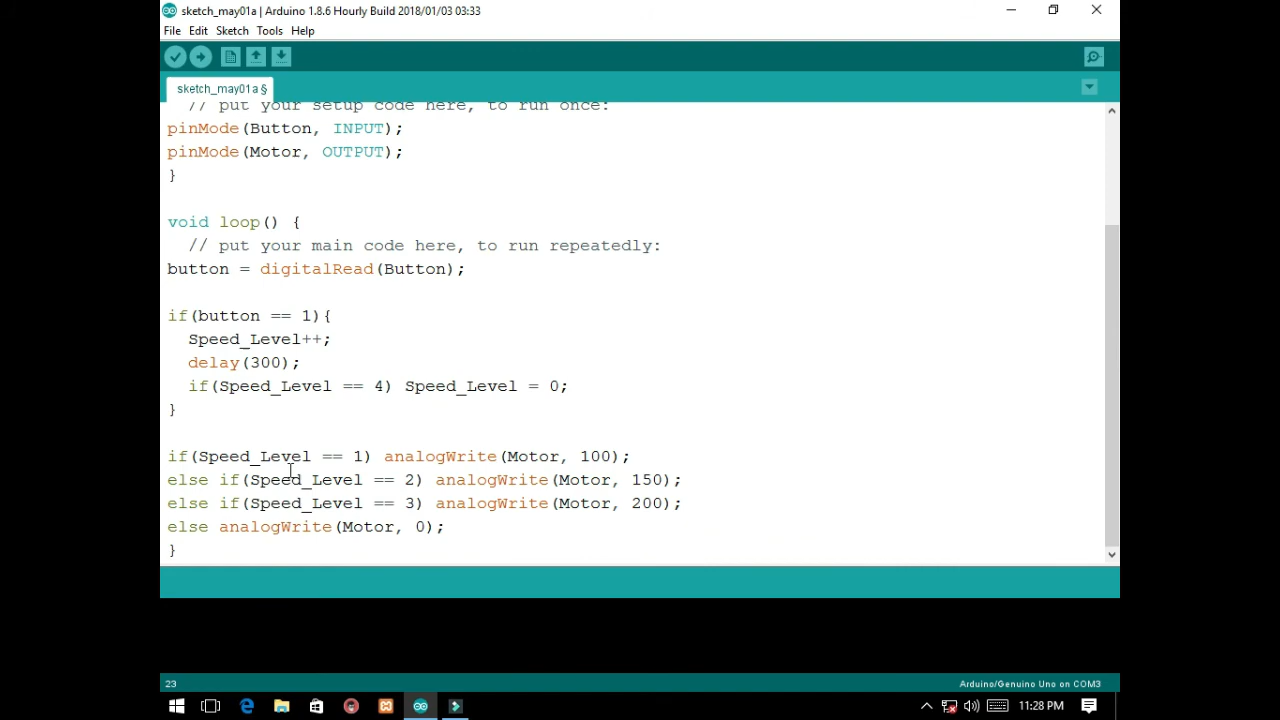 sketch_may01a | Arduino 1.8.6 Hourly Build 2018/01/03 03:33
File Edit Sketch Tools Help
sketch_may01a §
// put your setup code here, to run once:
pinMode(Button, INPUT);
pinMode(Motor, OUTPUT);
}
void loop() {
// put your main code here, to run repeatedly:
button = digitalRead(Button);
if(button == 1){
Speed_Level++;
delay(300);
if(Speed_Level == 4) Speed_Level = 0;
}
if(Speed_Level == 1) analogWrite(Motor, 100);
else if(Speed_Level == 2) analogWrite(Motor, 150);
else if(Speed_Level == 3) analogWrite(Motor, 200);
else analogWrite(Motor, 0);
}
23 Arduino/Genuino Uno on COM3
11:28 PM